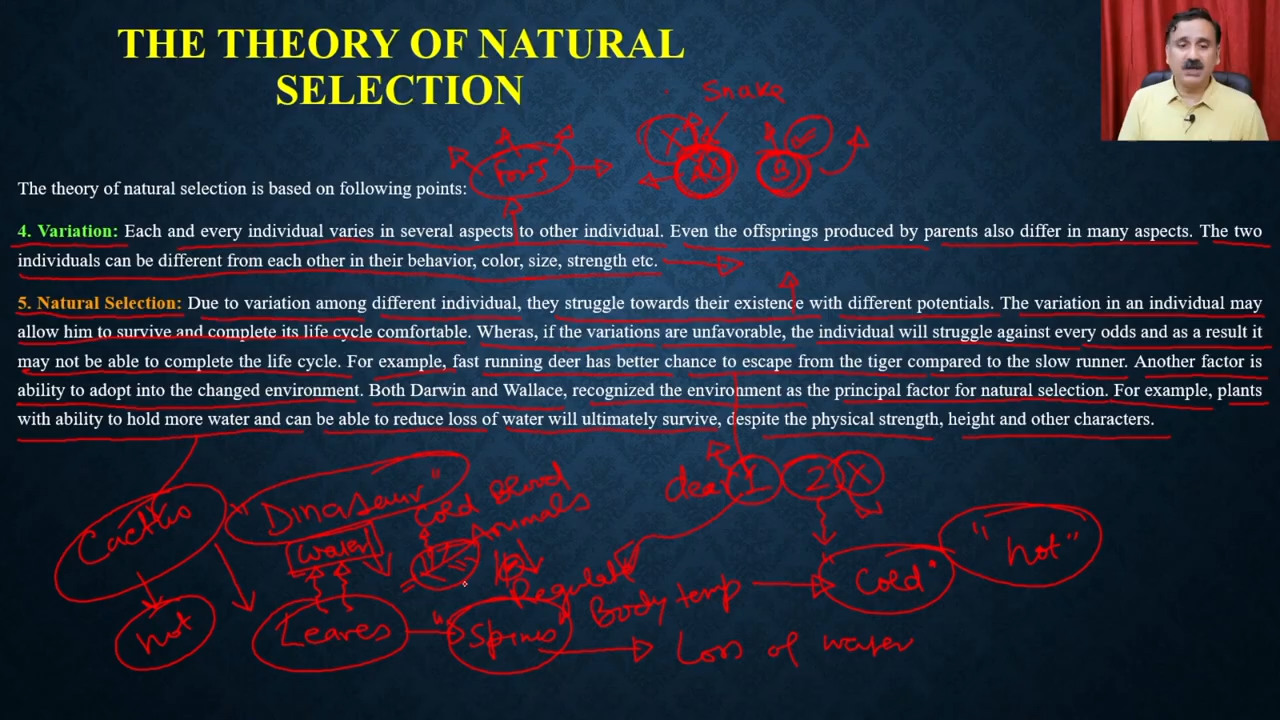 THE THEORY OF NATURAL
SELECTION
Snake
X
A X
B
The theory of natural selection is based on following points:
4. Variation: Each and every individual varies in several aspects to other individual. Even the offsprings produced by parents also differ in many aspects. The two
individuals can be different from each other in their behavior, color, size, strength etc.
5. Natural Selection: Due to variation among different individual, they struggle towards their existence with different potentials. The variation in an individual may
allow him to survive and complete its life cycle comfortable. Wheras, if the variations are unfavorable, the individual will struggle against every odds and as a result it
may not be able to complete the life cycle. For example, fast running deer has better chance to escape from the tiger compared to the slow runner. Another factor is
ability to adopt into the changed environment. Both Darwin and Wallace, recognized the environment as the principal factor for natural selection. For example, plants
with ability to hold more water and can be able to reduce loss of water will ultimately survive, despite the physical strength, height and other characters.
Cactus
"Dinasaur"
Cold Blood
Animals
dear 1 2 X
water
Regulate
Body temp
Cold
"hot"
hot
Leaves
"Spines"
Loss of water